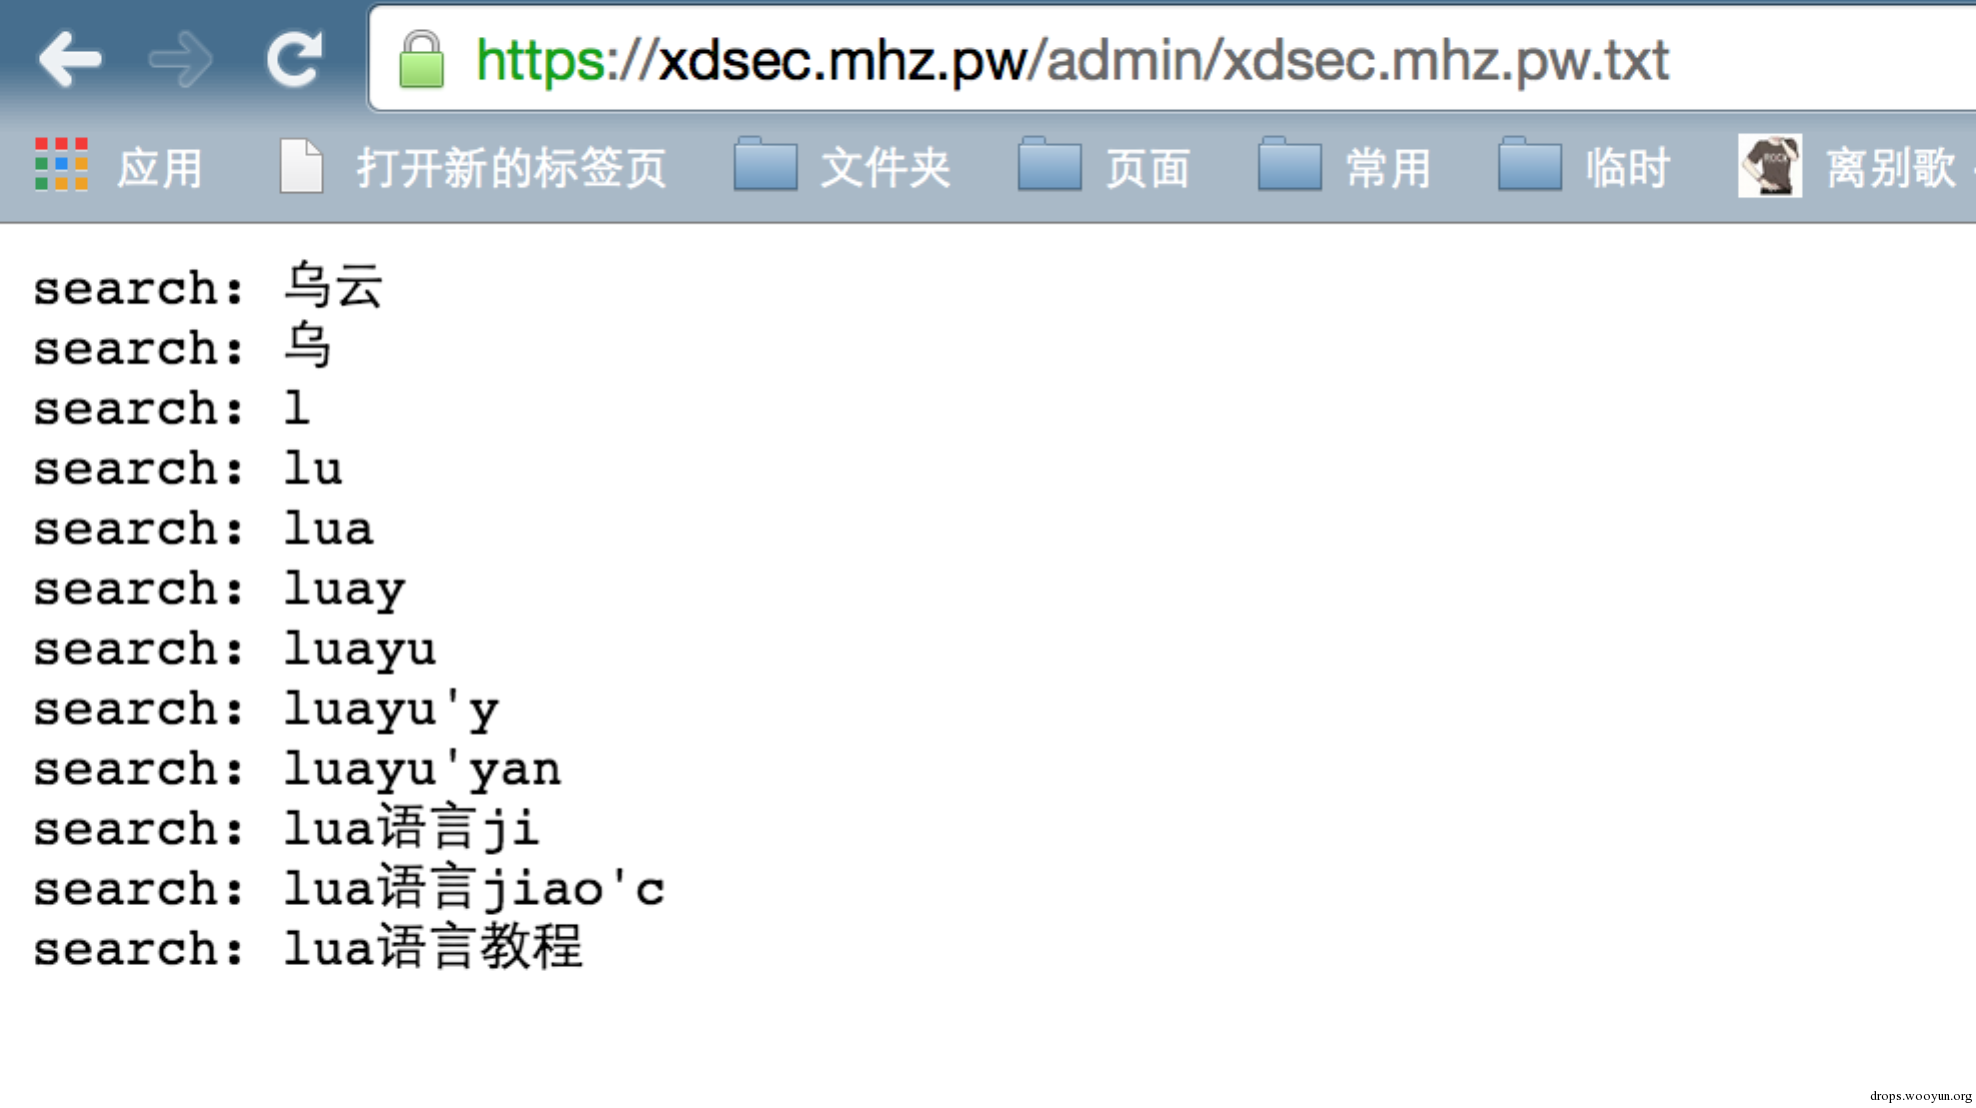 https://xdsec.mhz.pw/admin/xdsec.mhz.pw.txt
应用 打开新的标签页 文件夹 页面 常用 临时 ROCK 离别歌
search: 乌云
search: 乌
search: l
search: lu
search: lua
search: luay
search: luayu
search: luayu'y
search: luayu'yan
search: lua语言ji
search: lua语言jiao'c
search: lua语言教程
drops.wooyun.org